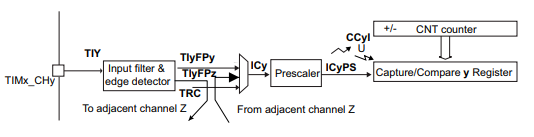 +/- CNT counter
CCyI
U
TIY
TIyFPy
ICy
ICyPS
TIMx_CHy
Input filter &
edge detector
TIyFPz
Prescaler
Capture/Compare y Register
TRC
To adjacent channel Z
From adjacent channel Z